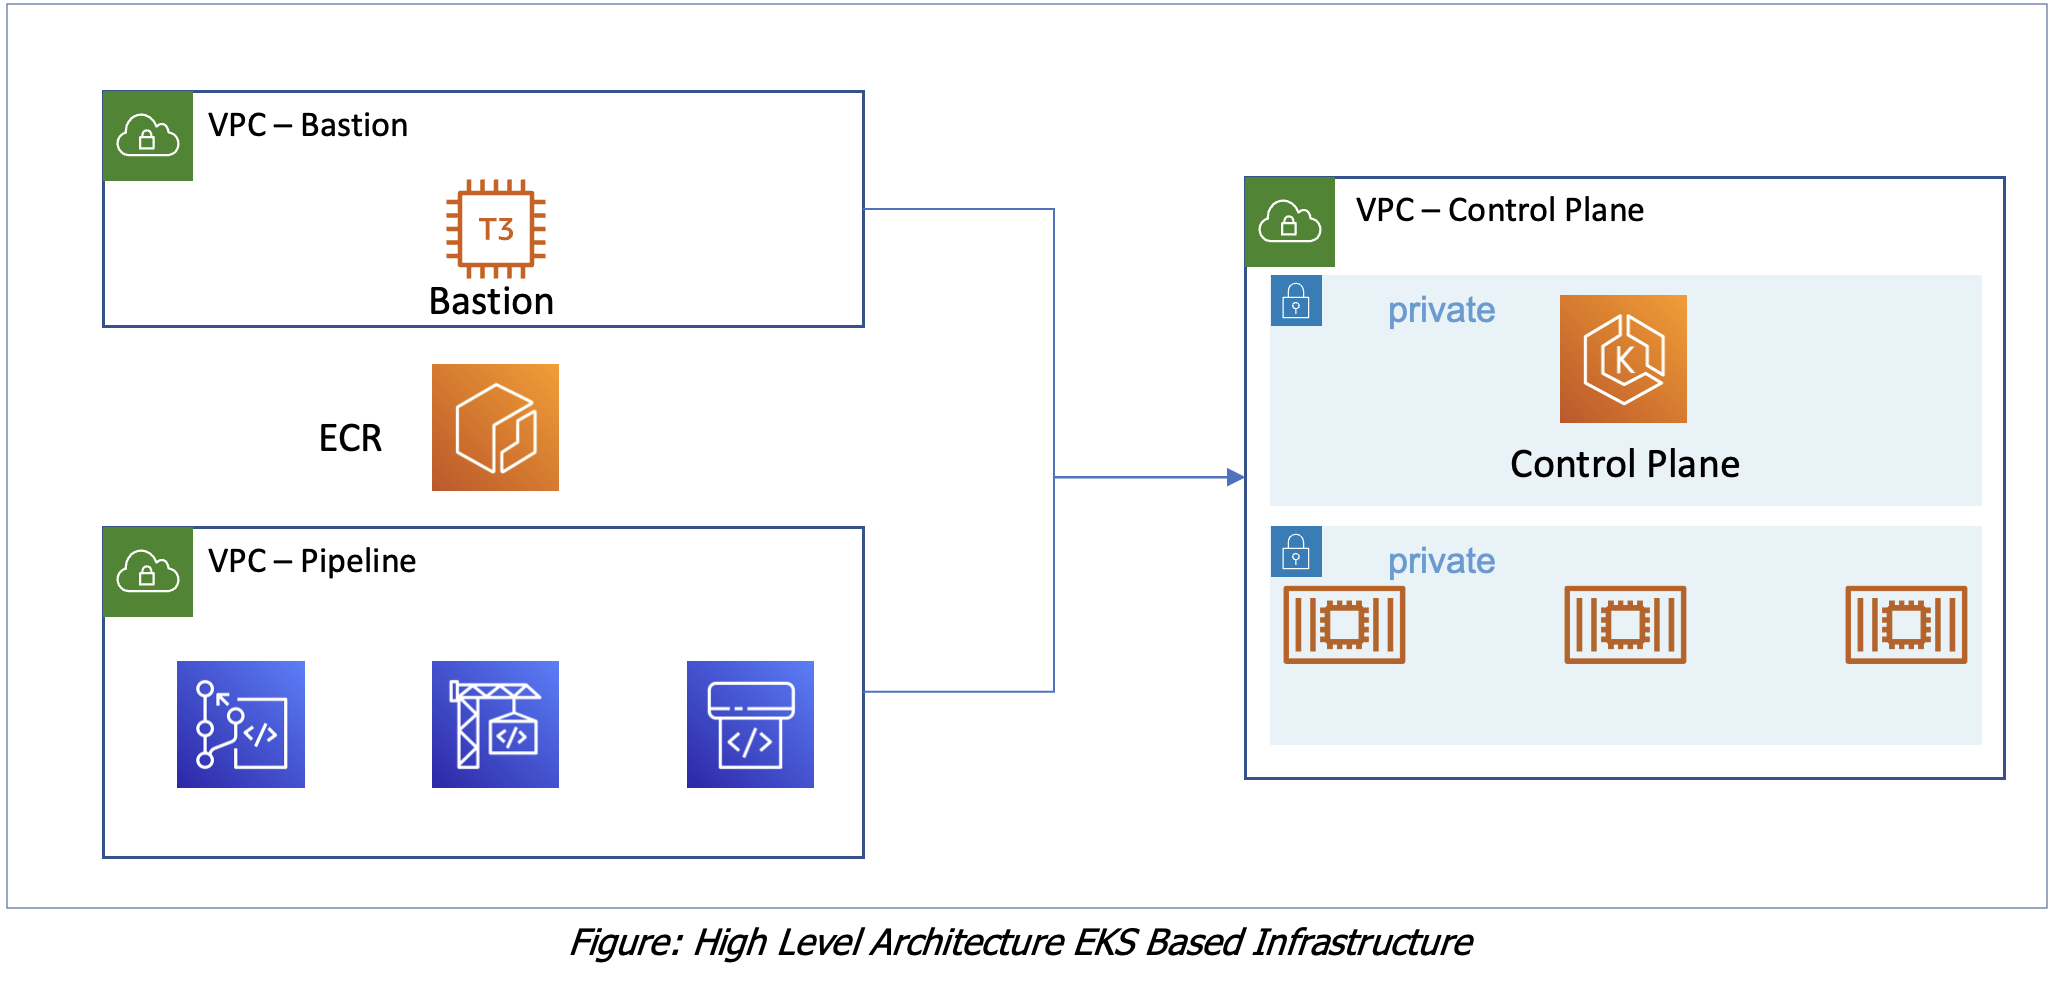 VPC – Bastion
T3
Bastion
ECR
VPC – Pipeline
</>
</>
</>
VPC – Control Plane
private
K
Control Plane
private
Figure: High Level Architecture EKS Based Infrastructure